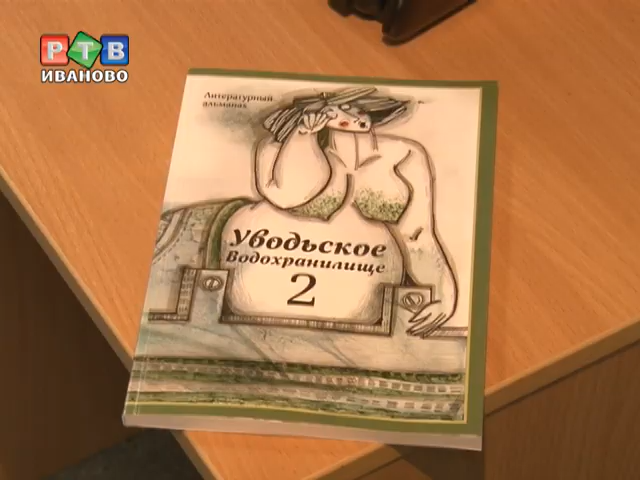 РТВ
ИВАНОВО
Литературный
альманах
Уводьское
Водохранилище
2